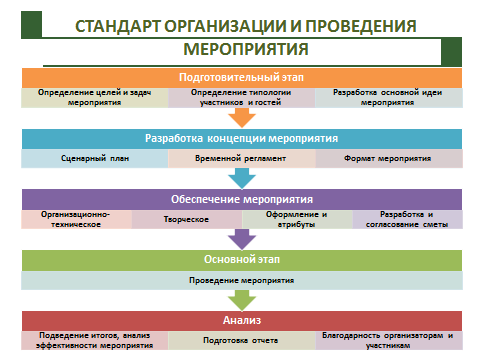 СТАНДАРТ ОРГАНИЗАЦИИ И ПРОВЕДЕНИЯ
МЕРОПРИЯТИЯ
Подготовительный этап
Определение целей и задач
мероприятия
Определение типологии
участников и гостей
Разработка основной идеи
мероприятия
Разработка концепции мероприятия
Сценарный план
Временной регламент
Формат мероприятия
Обеспечение мероприятия
Организационно-
техническое
Творческое
Оформление и
атрибуты
Разработка и
согласование сметы
Основной этап
Проведение мероприятия
Анализ
Подведение итогов, анализ
эффективности мероприятия
Подготовка отчета
Благодарность организаторам и
участникам